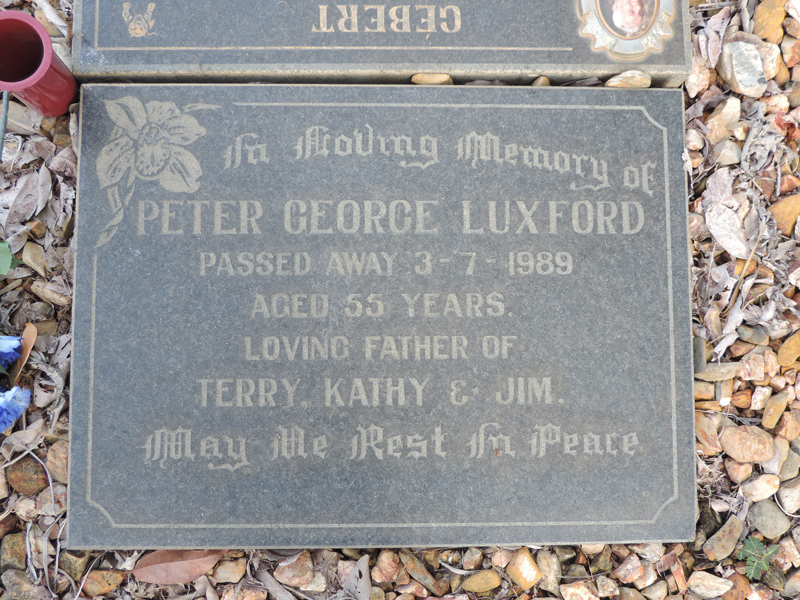 GEBERT
In Loving Memory of
PETER GEORGE LUXFORD
PASSED AWAY 3-7-1989
AGED 55 YEARS.
LOVING FATHER OF
TERRY, KATHY & JIM.
May He Rest In Peace